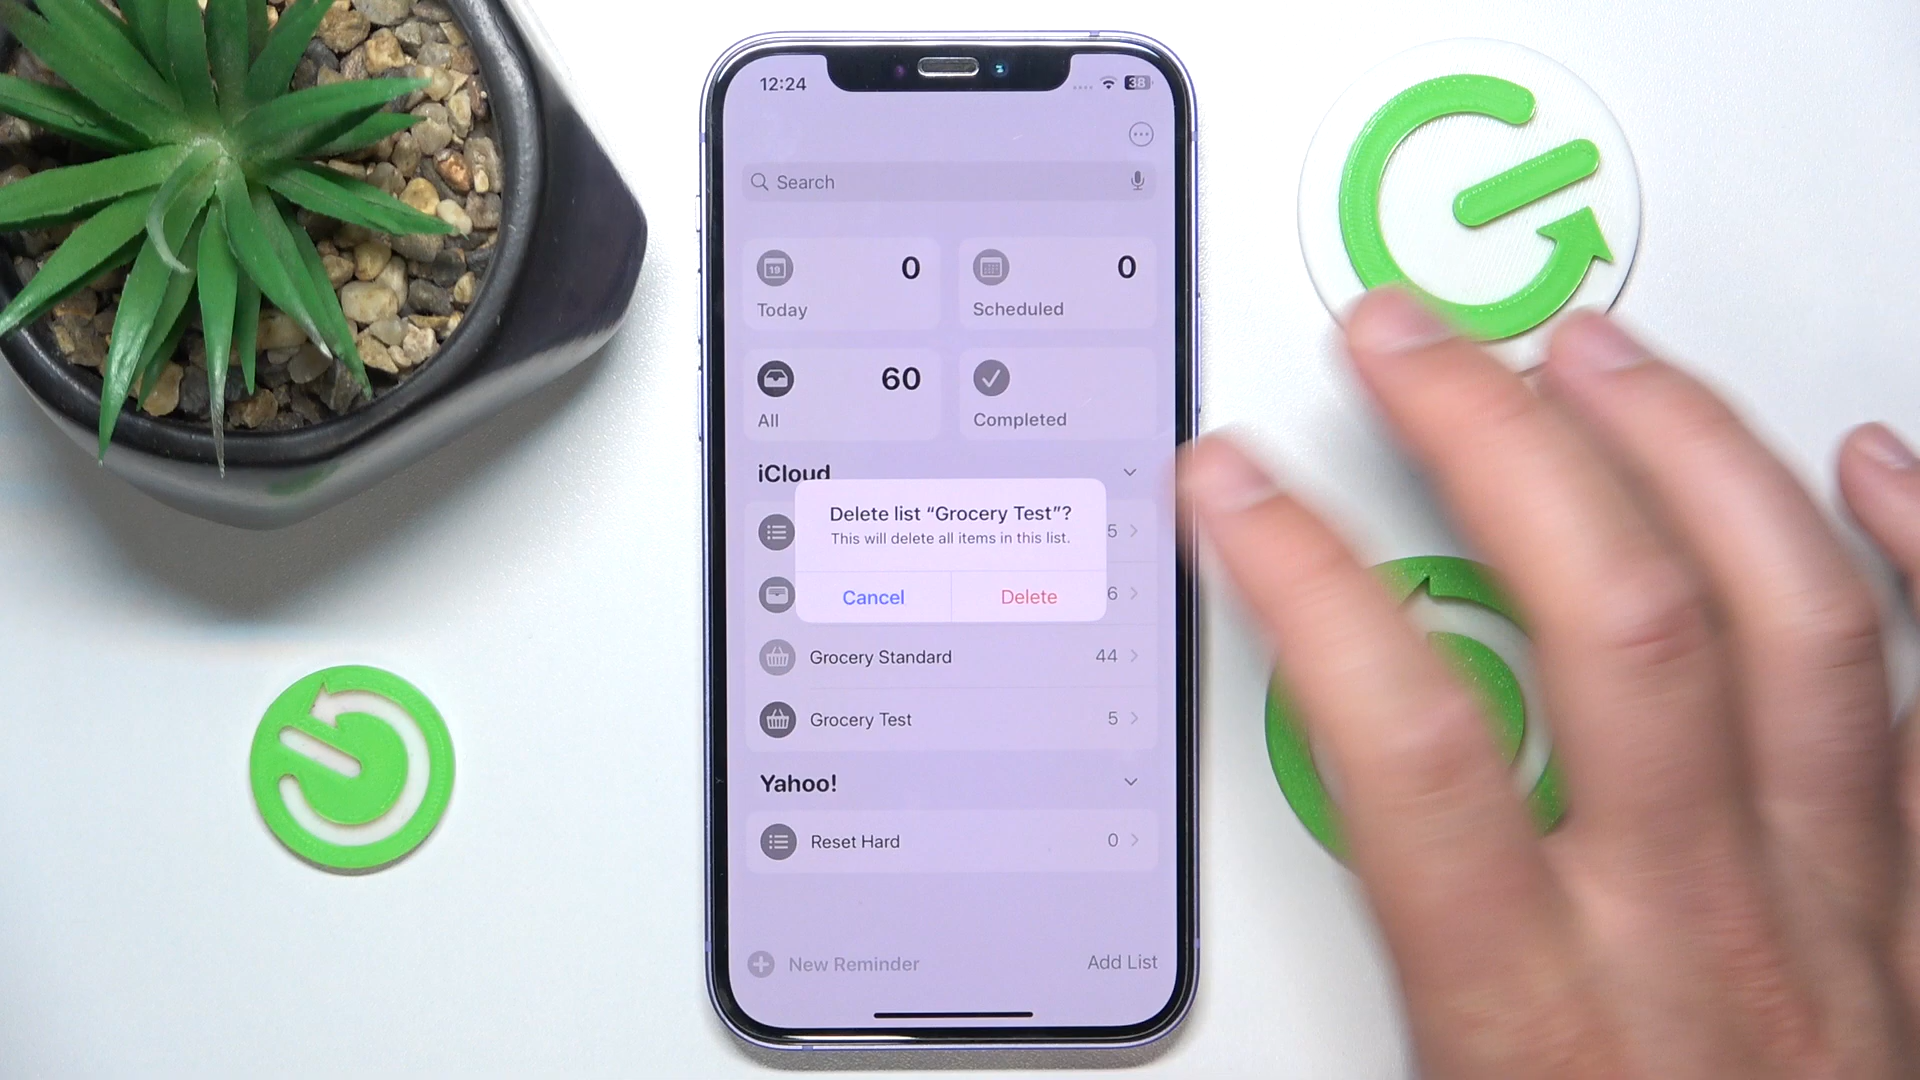 12:24
38
Search
19
0
Today
0
Scheduled
60
All
Completed
iCloud
Delete list “Grocery Test”?
This will delete all items in this list.
Cancel
Delete
5
6
Grocery Standard
44
Grocery Test
5
Yahoo!
Reset Hard
0
New Reminder
Add List